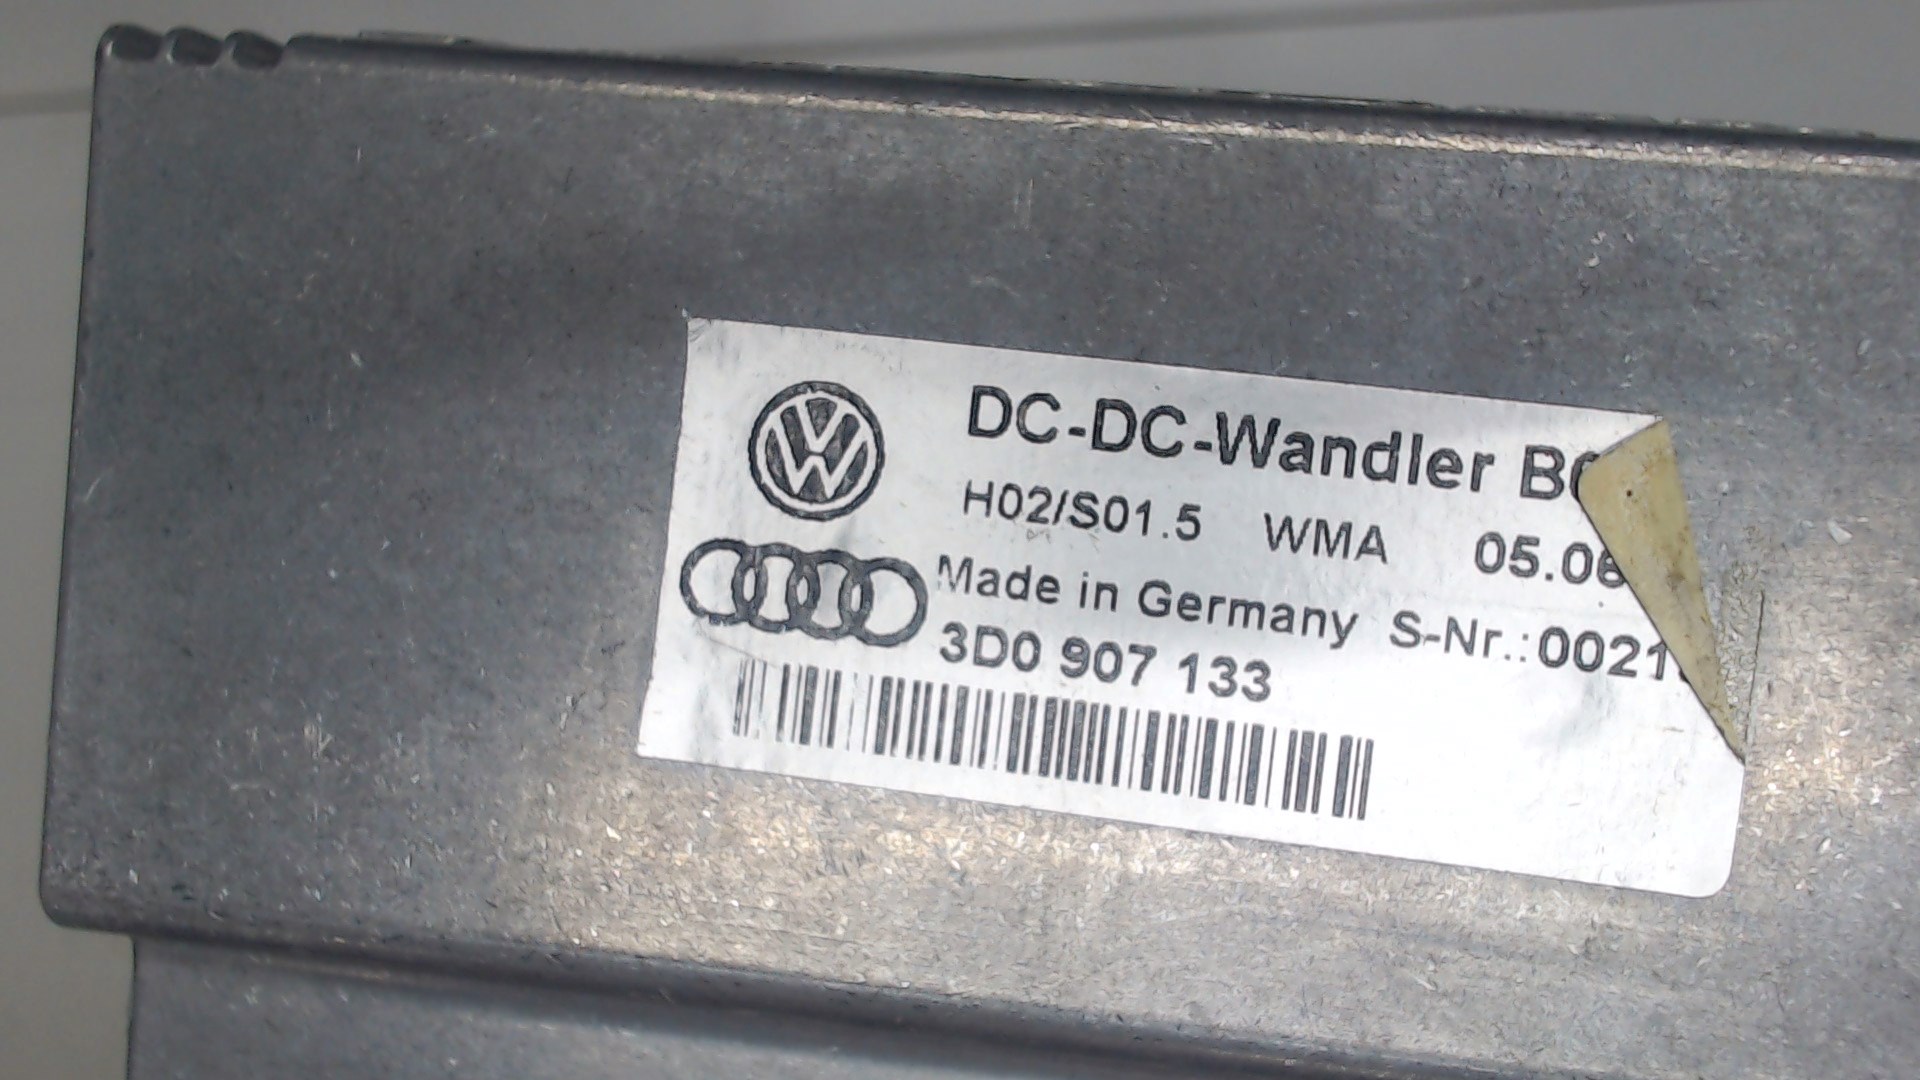 DC-DC-Wandler
H02/S01.5 WMA
Made in Germany S-Nr.:
3D0 907 133